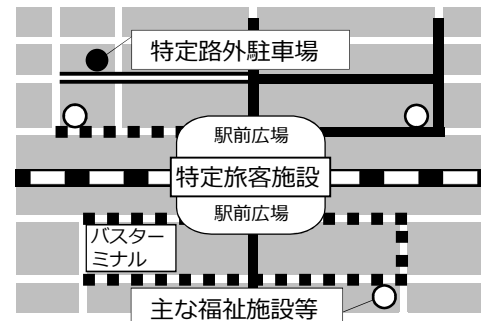 特定路外駐車場
駅前広場
特定旅客施設
駅前広場
バスター
ミナル
主な福祉施設等